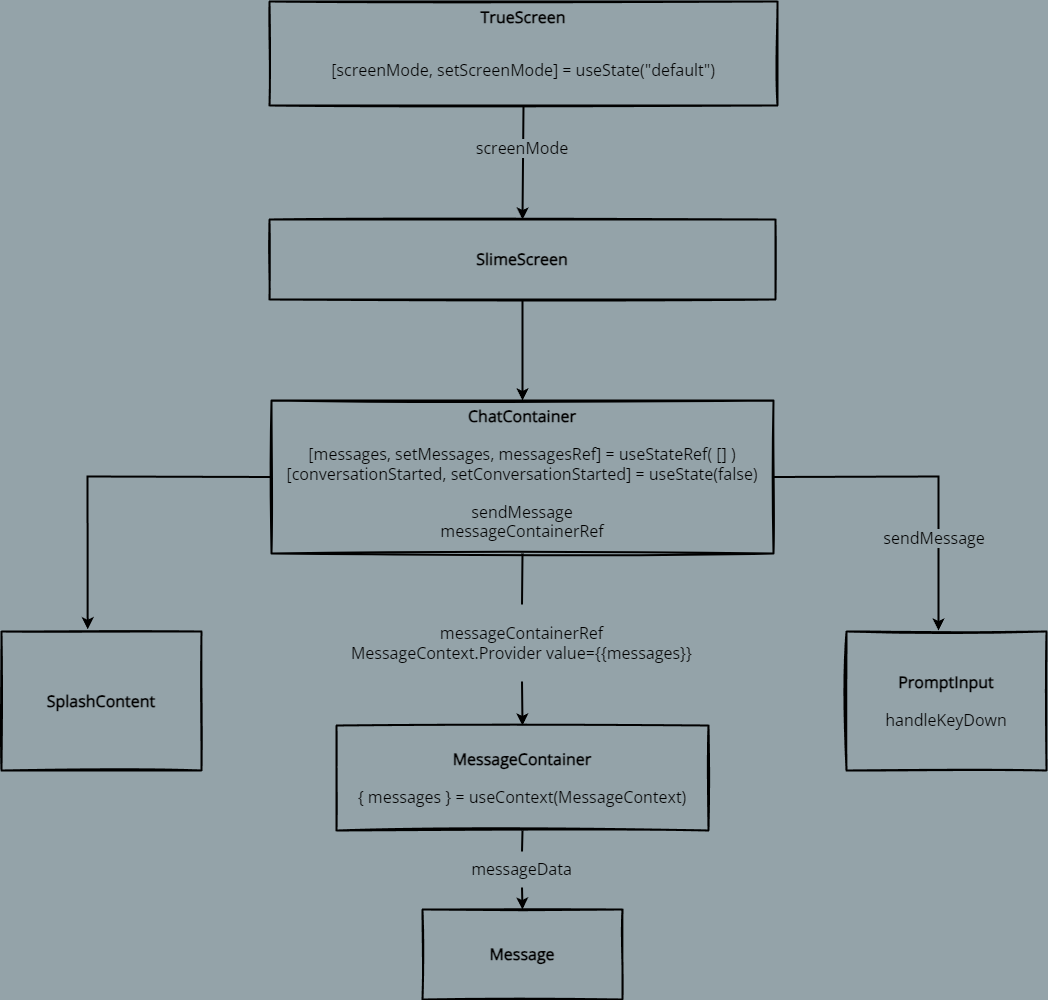 TrueScreen
[screenMode, setScreenMode] = useState("default")
screenMode
SlimeScreen
ChatContainer
[messages, setMessages, messagesRef] = useStateRef( [] )
[conversationStarted, setConversationStarted] = useState(false)
sendMessage
messageContainerRef
sendMessage
messageContainerRef
MessageContext.Provider value={{messages}}
SplashContent
PromptInput
handleKeyDown
MessageContainer
{ messages } = useContext(MessageContext)
messageData
Message